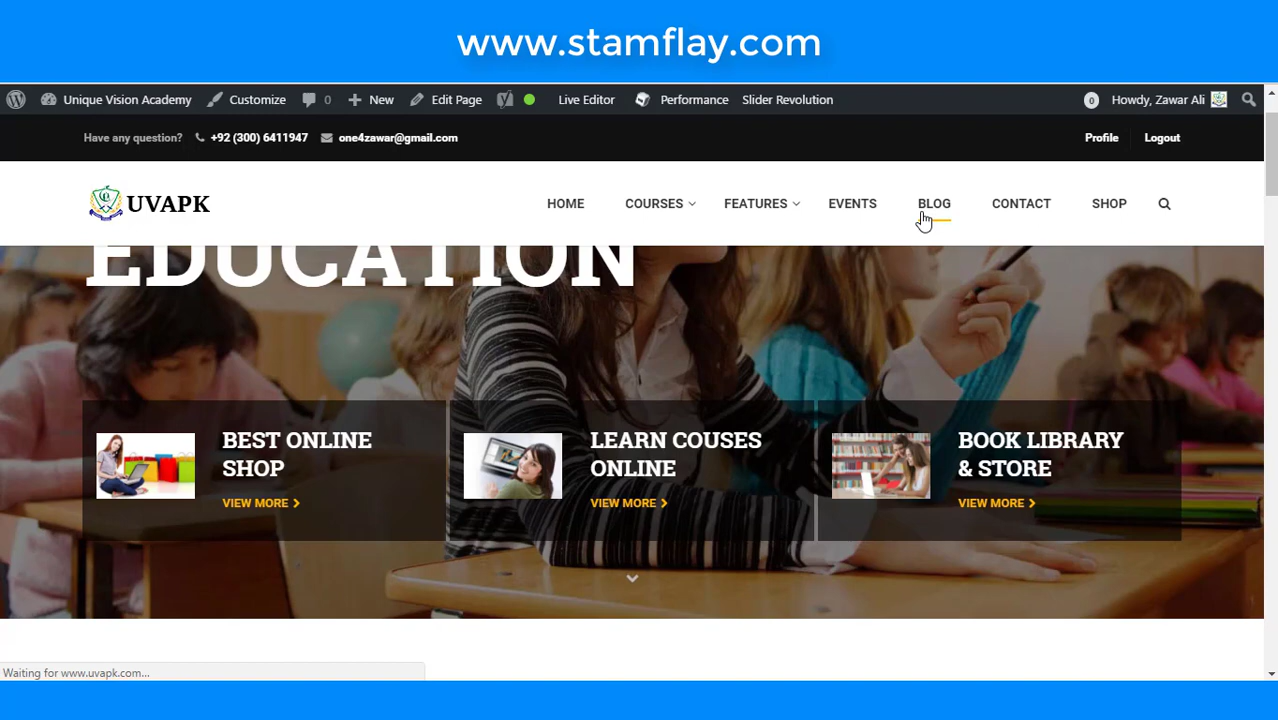 www.stamflay.com
Unique Vision Academy Customize 0 New Edit Page Live Editor Performance Slider Revolution 0 Howdy, Zawar Ali
Have any question? +92 (300) 6411947 one4zawar@gmail.com Profile Logout
UVAPK HOME COURSES FEATURES EVENTS BLOG CONTACT SHOP
EDUCATION
BEST ONLINE
SHOP
VIEW MORE
LEARN COUSES
ONLINE
VIEW MORE
BOOK LIBRARY
& STORE
VIEW MORE
Waiting for www.uvapk.com...